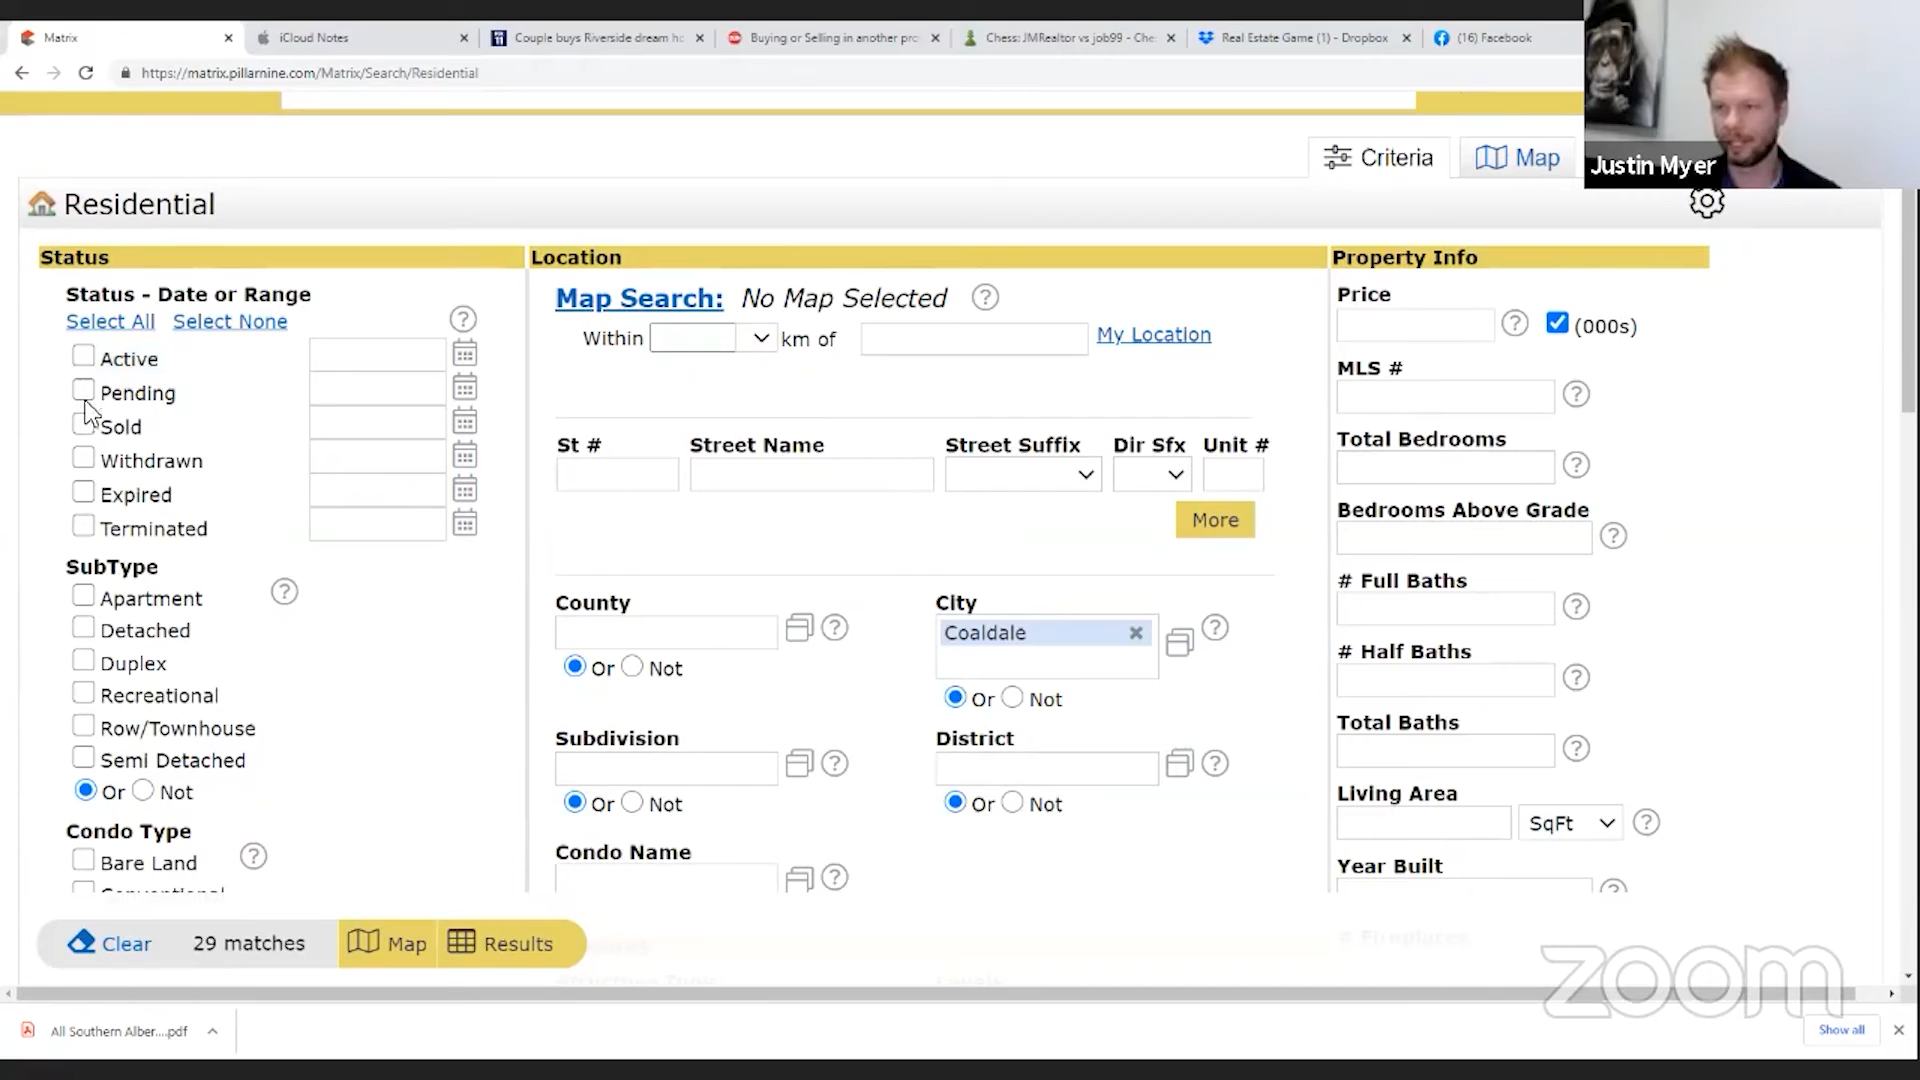 Matrix
iCloud Notes
Couple buys Riverside dream ho
Buying or Selling in another pro
Chess: JMRealtor vs job99 - Che
Real Estate Game (1) - Dropbox
(16) Facebook
https://matrix.pillarnine.com/Matrix/Search/Residential
Criteria
Map
Justin Myer
Residential
Status
Location
Property Info
Status - Date or Range
Select All Select None
Active
Pending
Sold
Withdrawn
Expired
Terminated
SubType
Apartment
Detached
Duplex
Recreational
Row/Townhouse
Semi Detached
Or Not
Condo Type
Bare Land
Conventional
Map Search: No Map Selected
Within km of My Location
St # Street Name Street Suffix Dir Sfx Unit #
More
County City
Coaldale
Or Not
Or Not
Subdivision District
Or Not
Or Not
Condo Name
Price
(000s)
MLS #
Total Bedrooms
Bedrooms Above Grade
# Full Baths
# Half Baths
Total Baths
Living Area
SqFt
Year Built
# Fireplaces
Clear 29 matches Map Results
Structure Type Levels
zoom
All Southern Alber....pdf
Show all